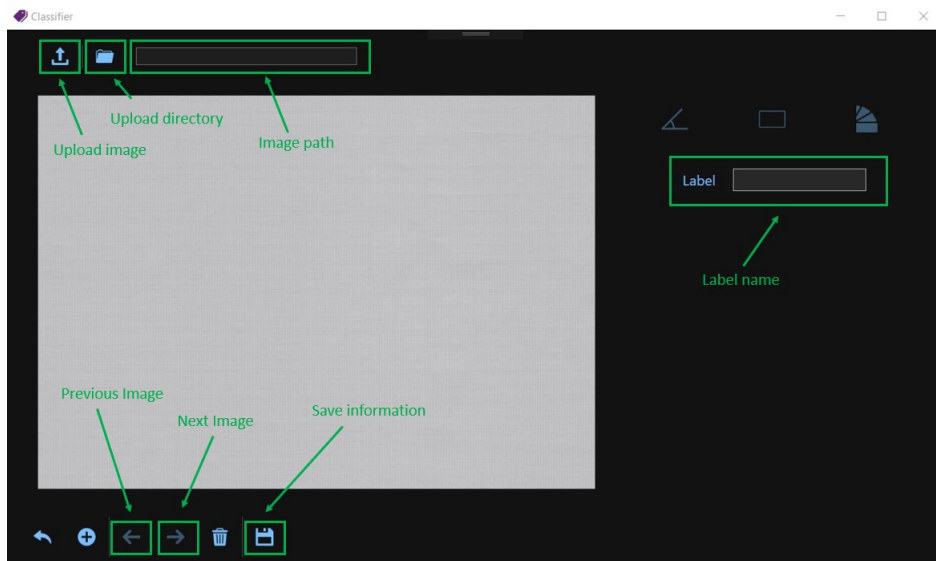 Classifier
Upload directory
Upload image
Image path
Label
Label name
Previous Image
Next Image
Save information